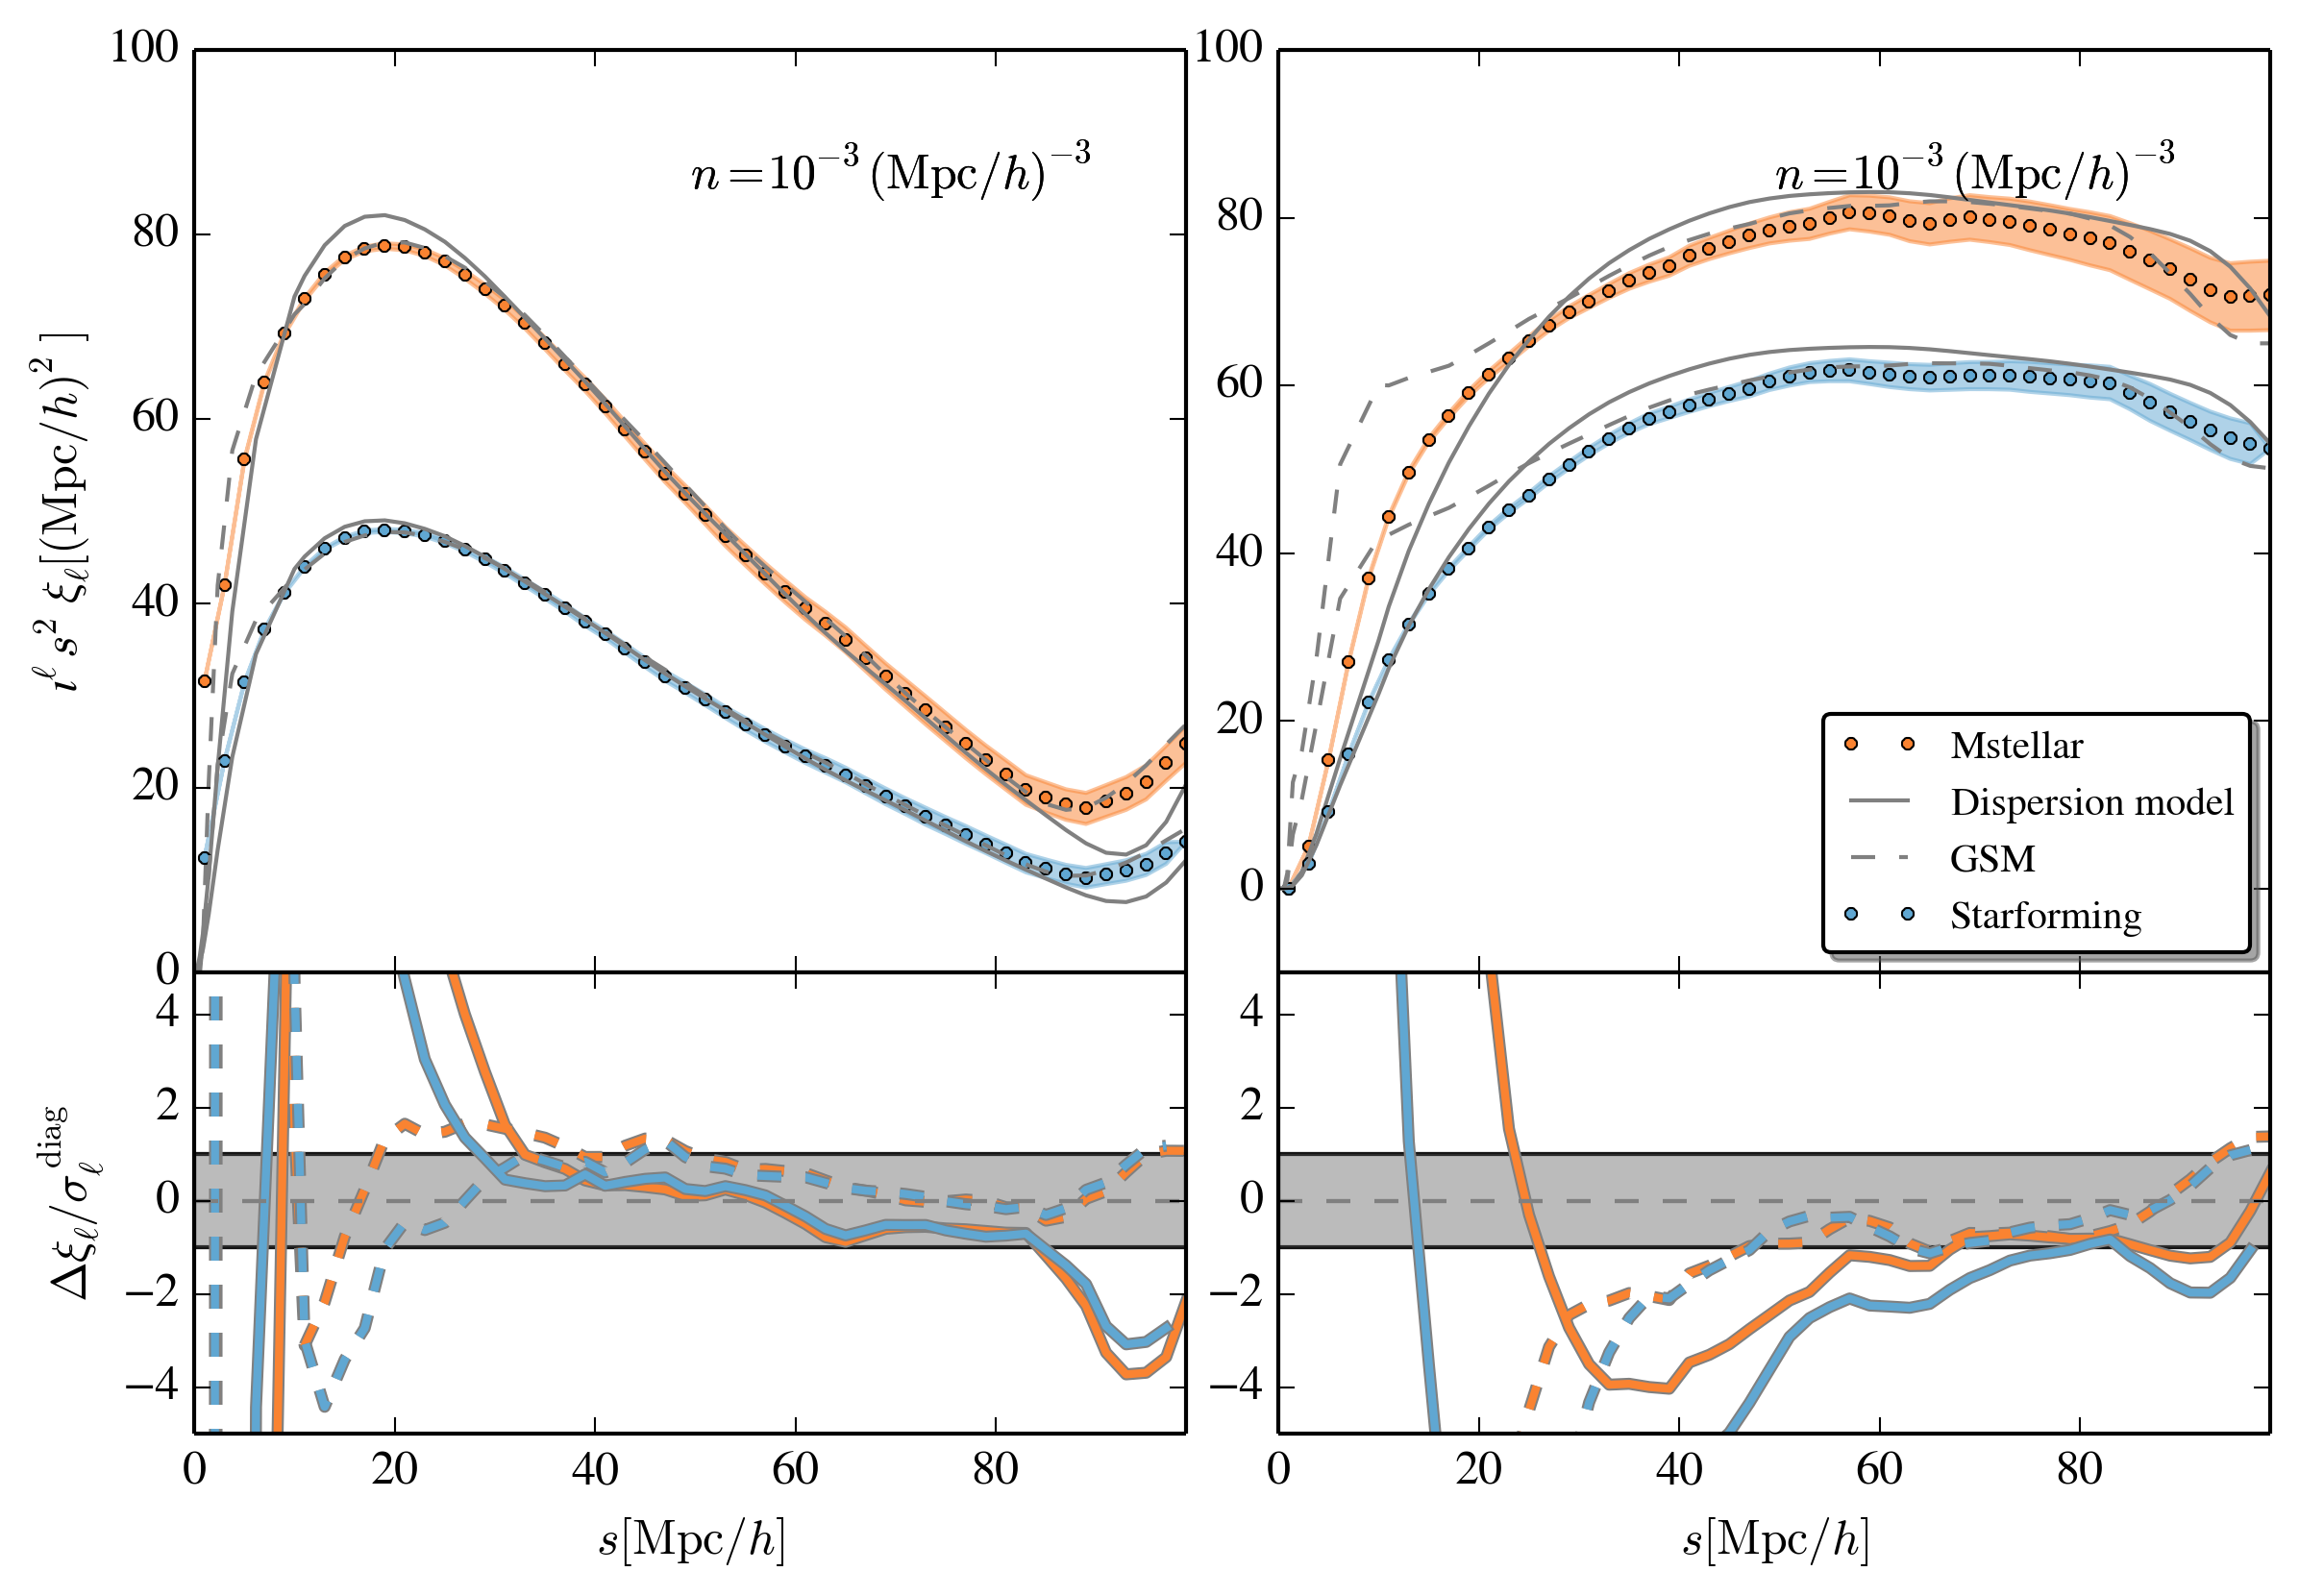 100
80
60
40
20
0
i^ℓ s^2 ξ_ℓ[(Mpc/h)^2 ]
n=10^{-3} (Mpc/h)^{-3}
4
2
0
−2
−4
Δξ_ℓ/σ_ℓ^{diag}
0 20 40 60 80
s[Mpc/h]
100
80
60
40
20
0
n=10^{-3} (Mpc/h)^{-3}
Mstellar
Dispersion model
GSM
Starforming
4
2
0
−2
−4
0 20 40 60 80
s[Mpc/h]